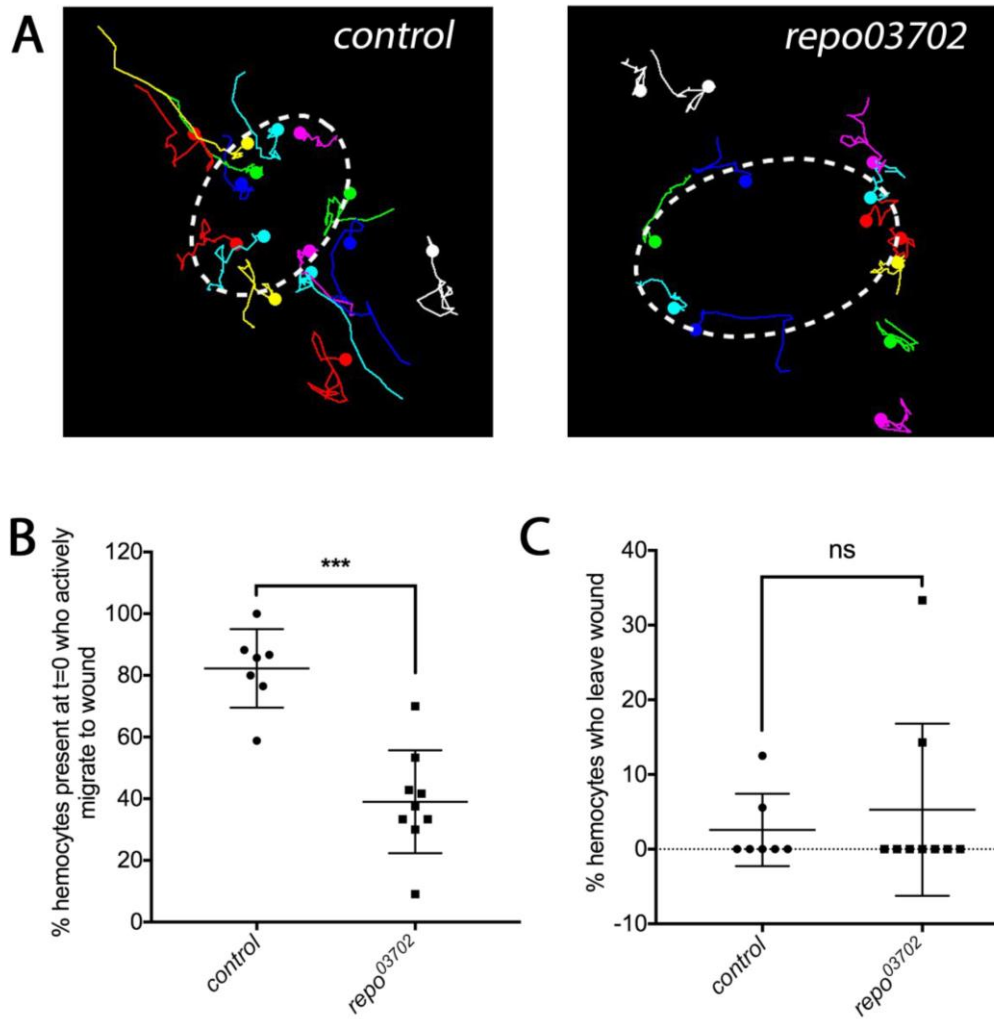 A
control
repo03702
B
% hemocytes present at t=0 who actively
migrate to wound
120
100
80
60
40
20
0
***
control
repo03702
C
% hemocytes who leave wound
40
30
20
10
0
-10
ns
control
repo03702